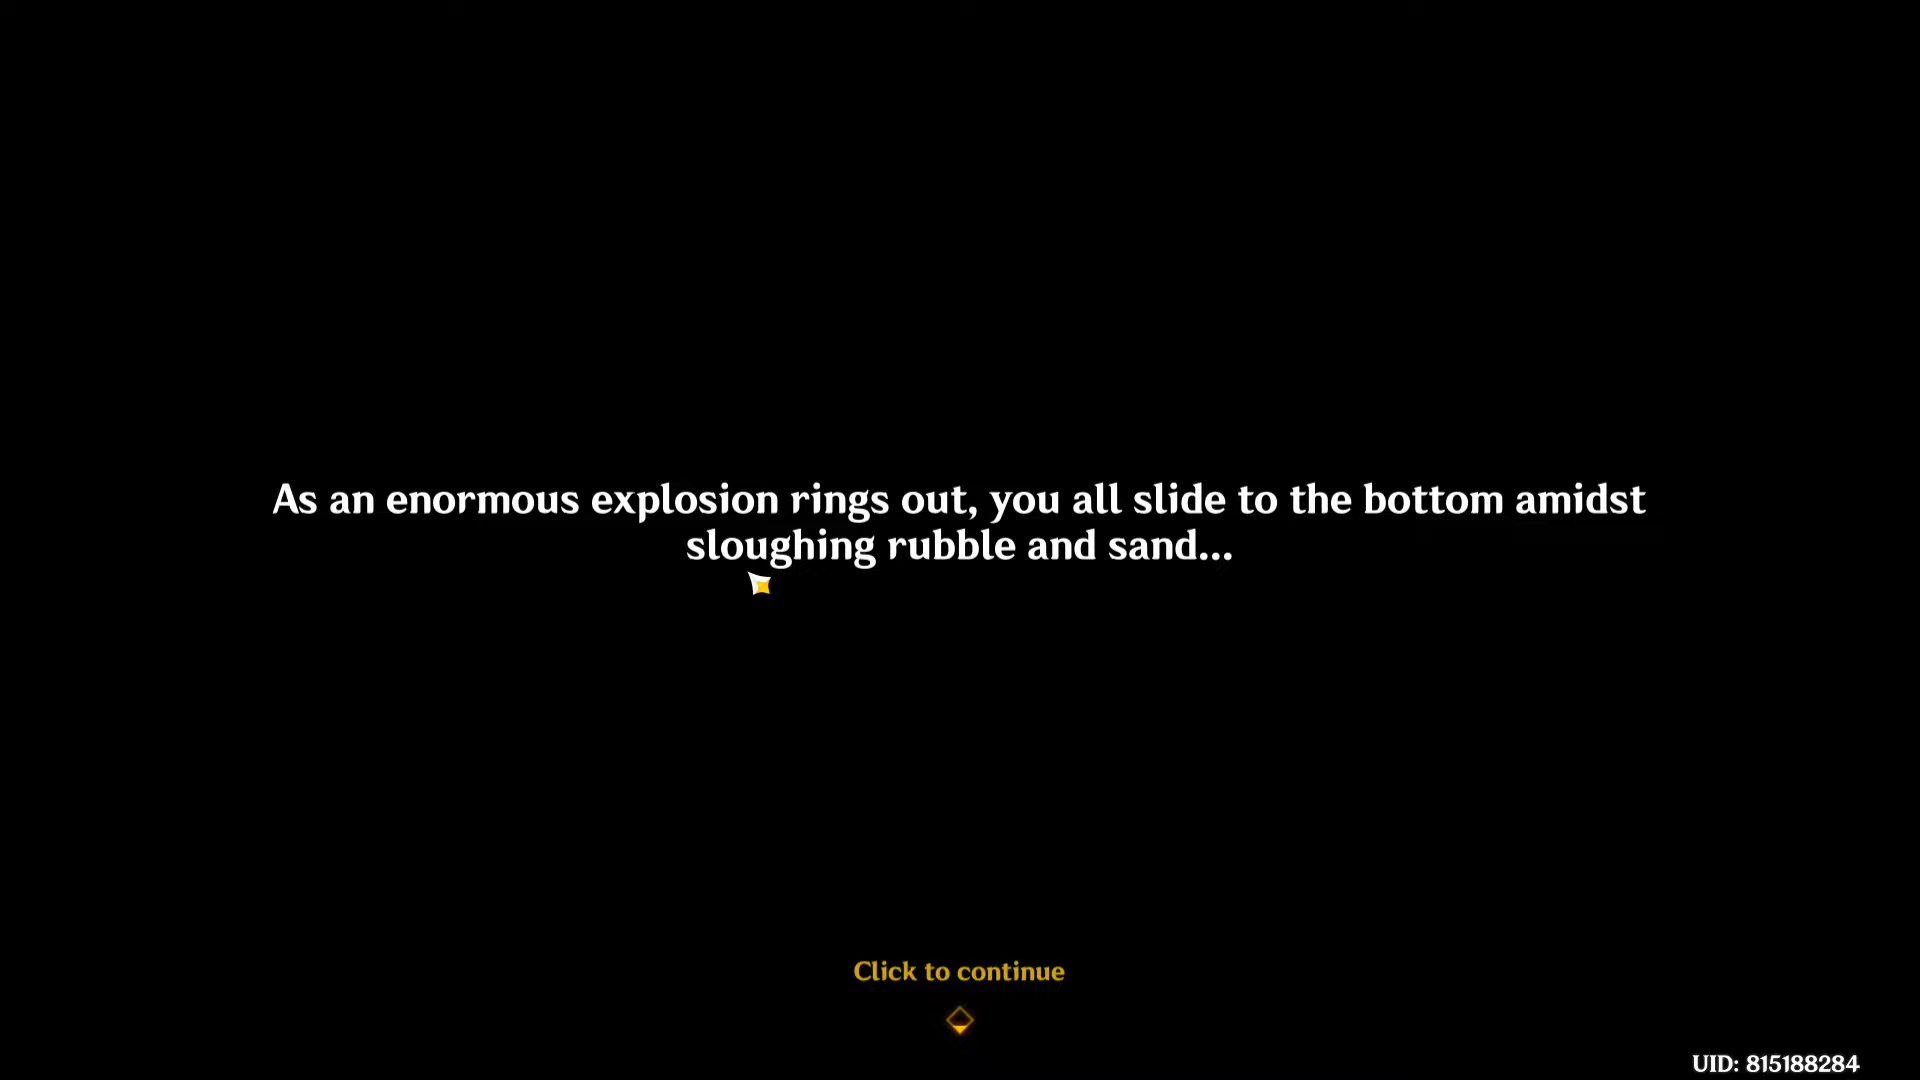 As an enormous explosion rings out, you all slide to the bottom amidst
sloughing rubble and sand...
Click to continue
UID: 815188284